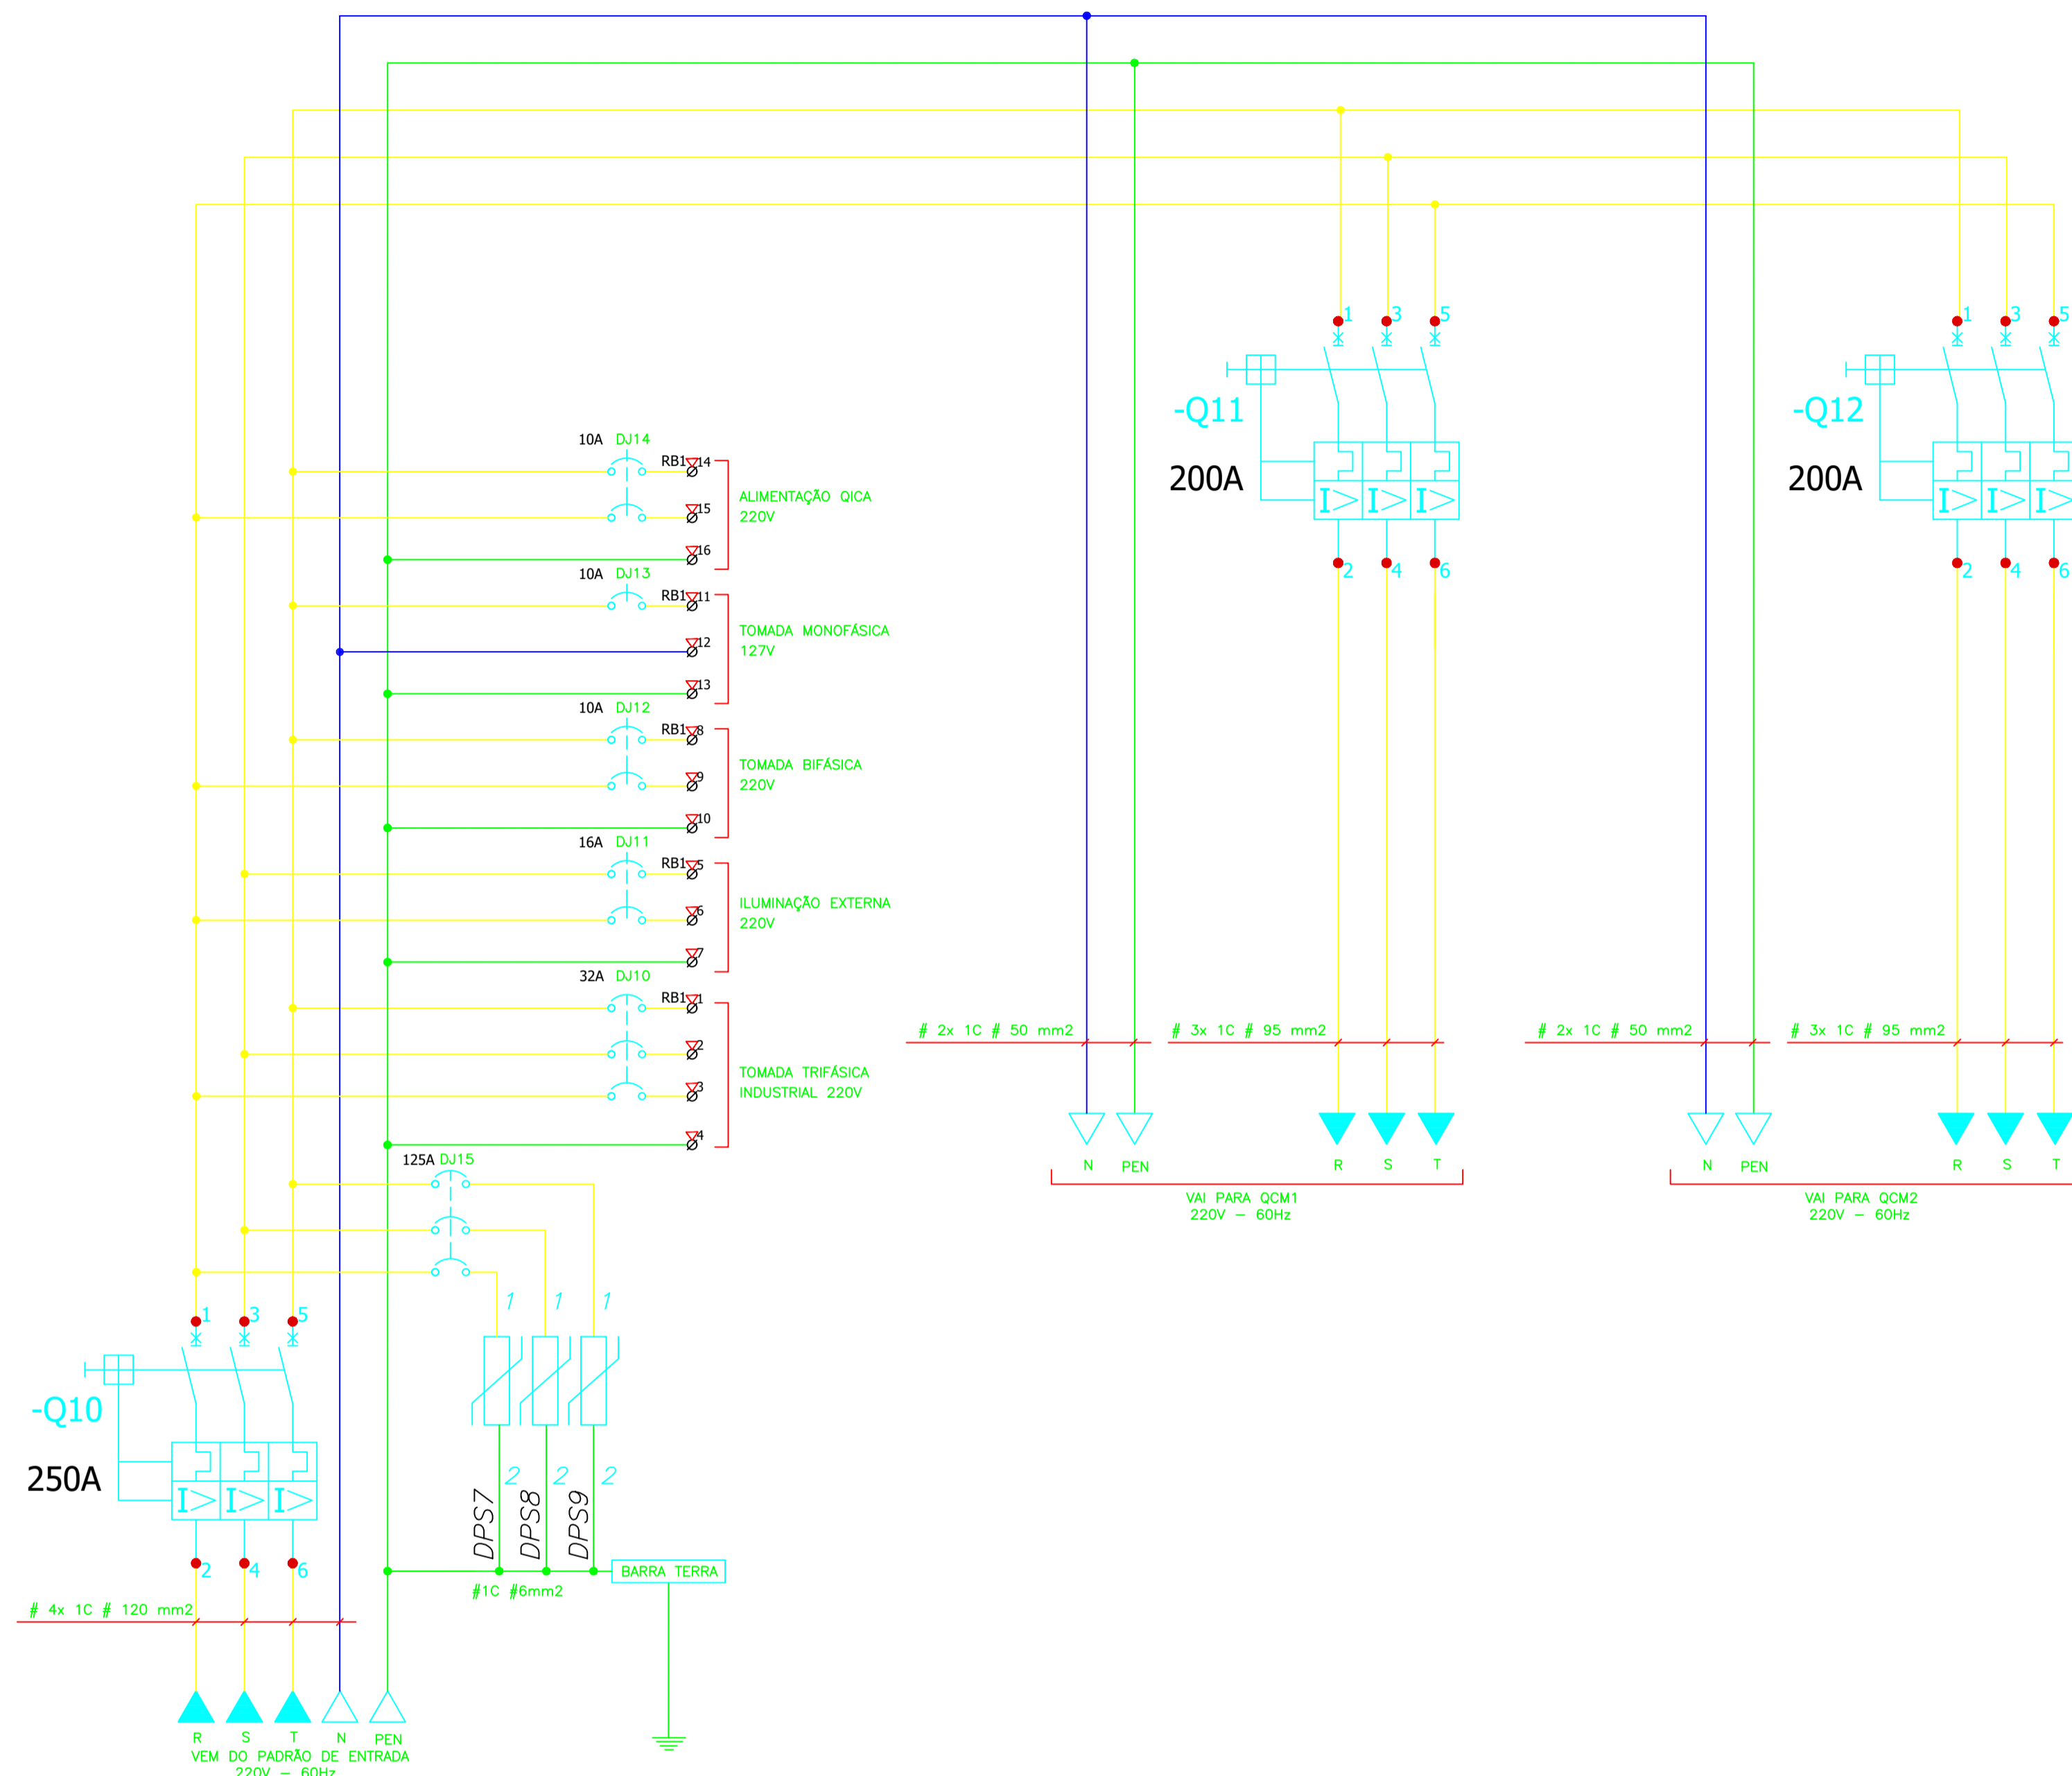 1 3 5
-Q11
200A
2 4 6
1 3 5
-Q12
200A
2 4 6
10A DJ14
RB1 14
15
16
ALIMENTAÇÃO QICA
220V
10A DJ13
RB1 11
12
13
TOMADA MONOFÁSICA
127V
10A DJ12
RB1 8
9
10
TOMADA BIFÁSICA
220V
16A DJ11
RB1 5
6
7
ILUMINAÇÃO EXTERNA
220V
32A DJ10
RB1 1
2
3
4
TOMADA TRIFÁSICA
INDUSTRIAL 220V
# 2x 1C # 50 mm2
# 3x 1C # 95 mm2
# 2x 1C # 50 mm2
# 3x 1C # 95 mm2
N PEN R S T
VAI PARA QCM1
220V - 60Hz
N PEN R S T
VAI PARA QCM2
220V - 60Hz
125A DJ15
1 1 1
2 2 2
DPS7
DPS8
DPS9
1 3 5
-Q10
250A
I> I> I>
I> I> I>
I> I> I>
2 4 6
BARRA TERRA
#1C #6mm2
# 4x 1C # 120 mm2
R S T N PEN
VEM DO PADRÃO DE ENTRADA
220V - 60Hz